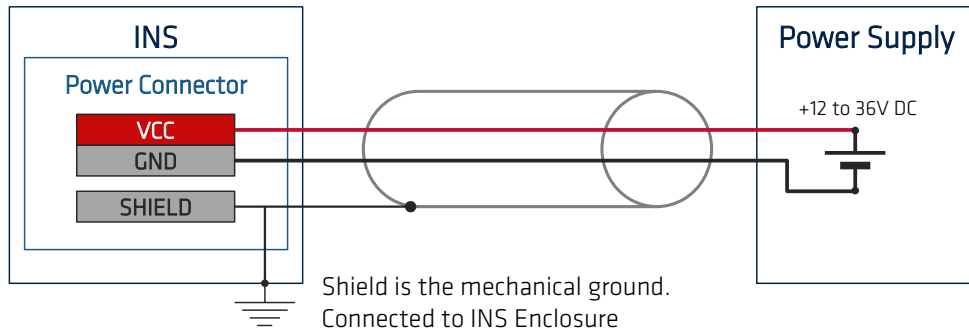 INS
Power Supply
Power Connector
+12 to 36V DC
VCC
GND
SHIELD
Shield is the mechanical ground.
Connected to INS Enclosure